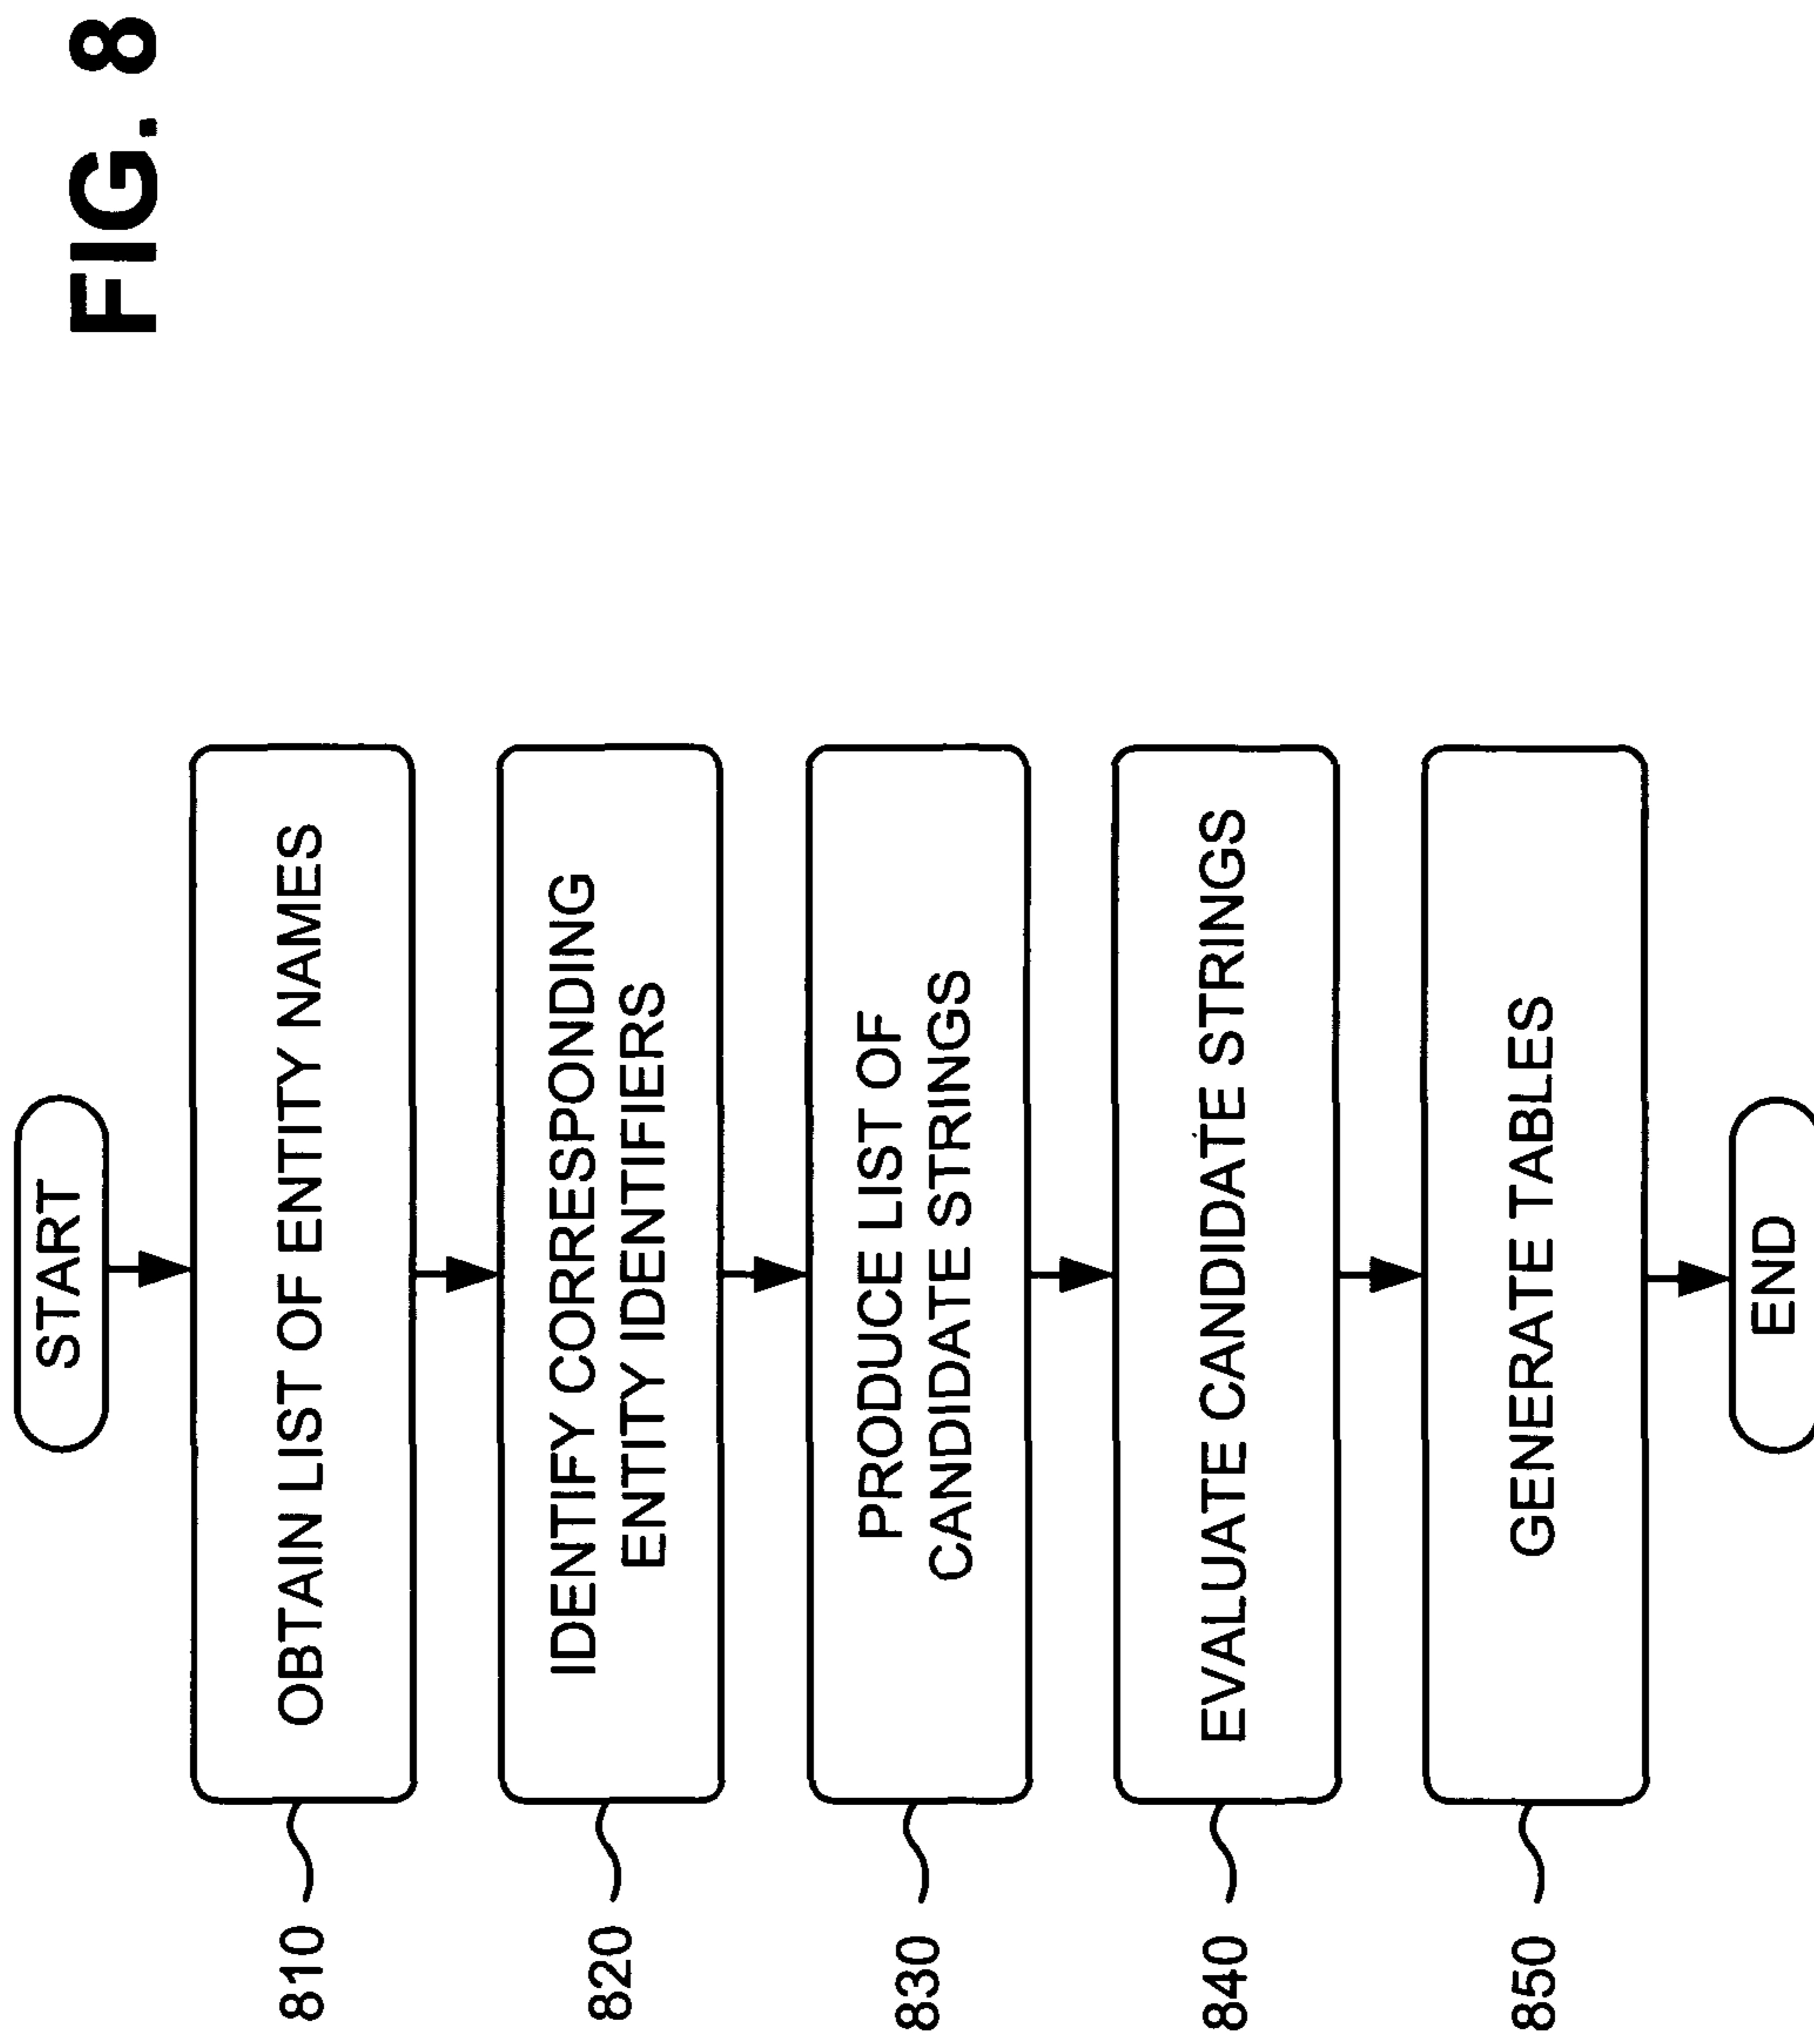 FIG. 8
START
810
OBTAIN LIST OF ENTITY NAMES
820
IDENTIFY CORRESPONDING
ENTITY IDENTIFIERS
830
PRODUCE LIST OF
CANDIDATE STRINGS
840
EVALUATE CANDIDATE STRINGS
850
GENERATE TABLES
END